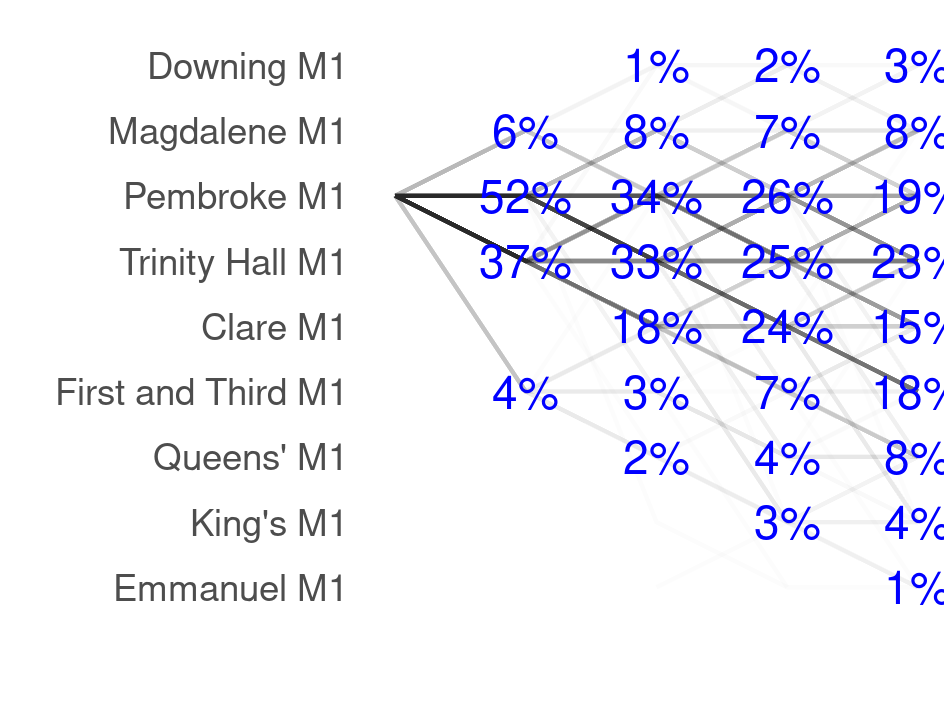 Downing M1 1% 2% 3%
Magdalene M1 6% 8% 7% 8%
Pembroke M1 52% 34% 26% 19%
Trinity Hall M1 37% 33% 25% 23%
Clare M1 18% 24% 15%
First and Third M1 4% 3% 7% 18%
Queens' M1 2% 4% 8%
King's M1 3% 4%
Emmanuel M1 1%